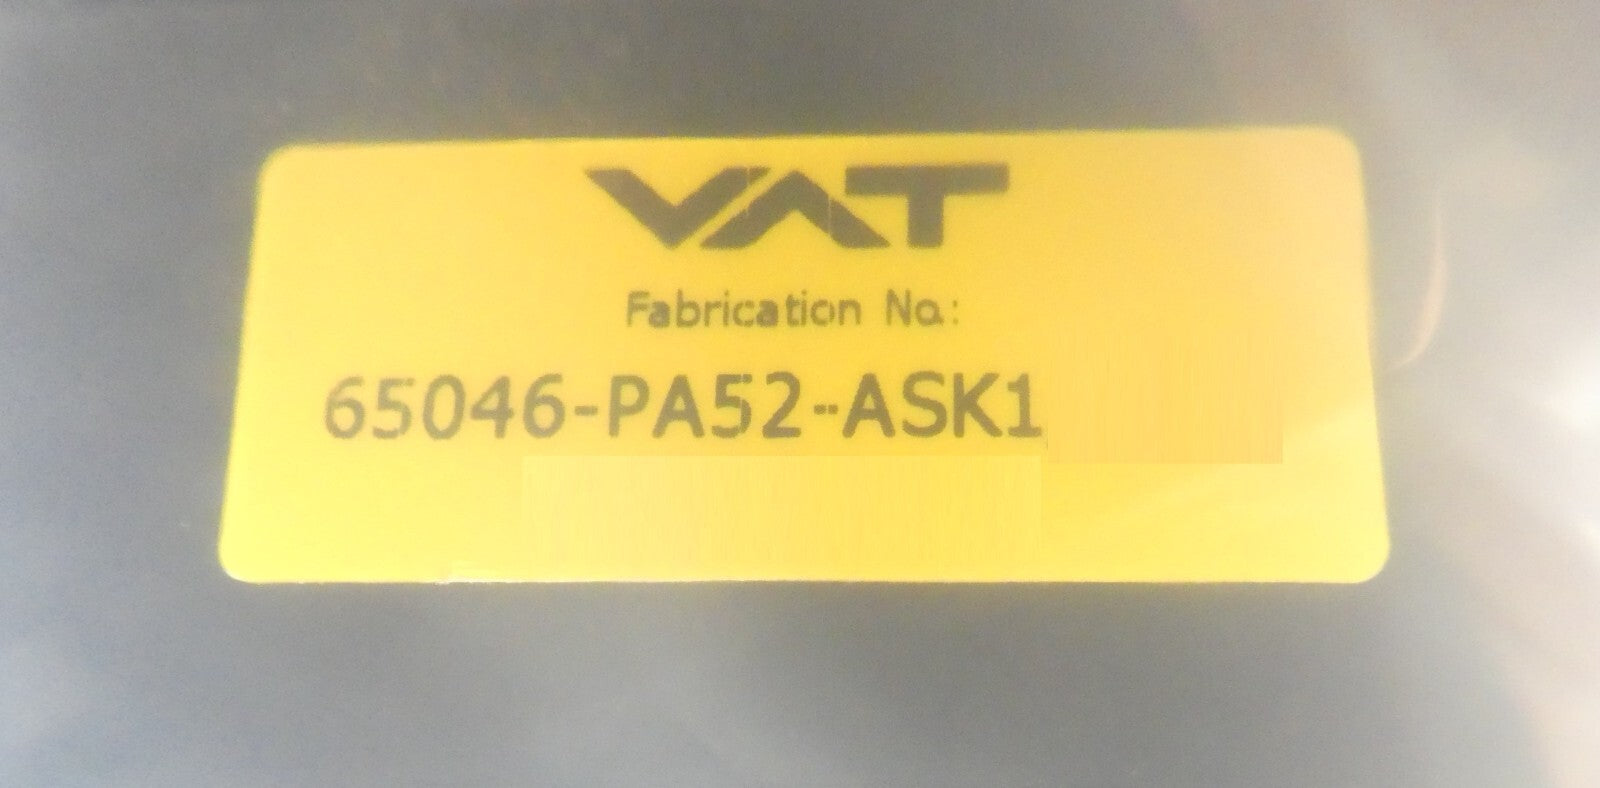 VAT
Fabrication No.:
65046-PA52-ASK1